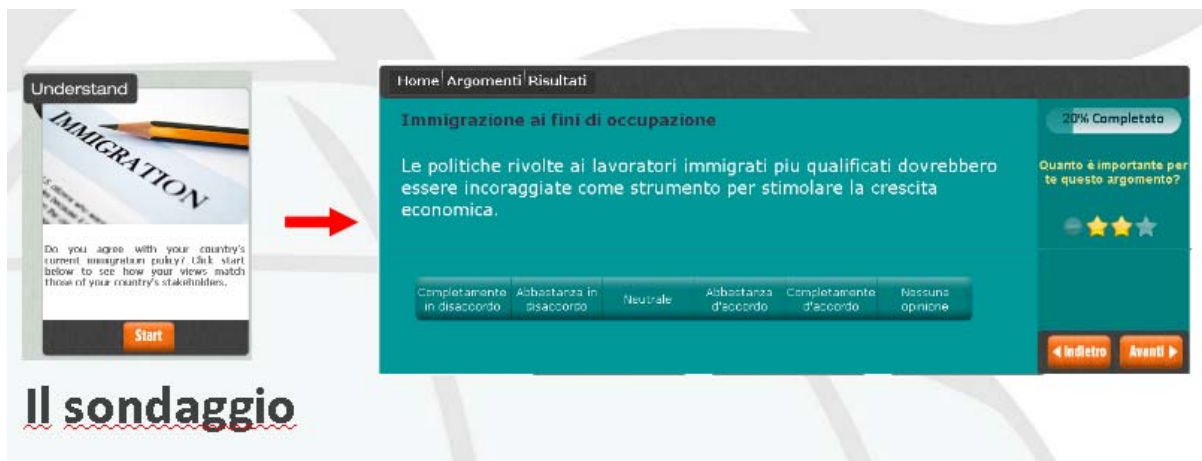 Understand
IMMIGRATION
Do you agree with your country's
current immigration policy? Click start
below to see how your views match
those of your country's stakeholders.
Start
Home Argomenti Risultati
Immigrazione ai fini di occupazione
Le politiche rivolte ai lavoratori immigrati piu qualificati dovrebbero
essere incoraggiate come strumento per stimolare la crescita
economica.
Completamente
in disaccordo
Abbastanza in
disaccordo
Neutrale
Abbastanza
d'accordo
Completamente
d'accordo
Nessuna
opinione
20% Completato
Quanto è importante per
te questo argomento?
Indietro
Avanti
Il sondaggio